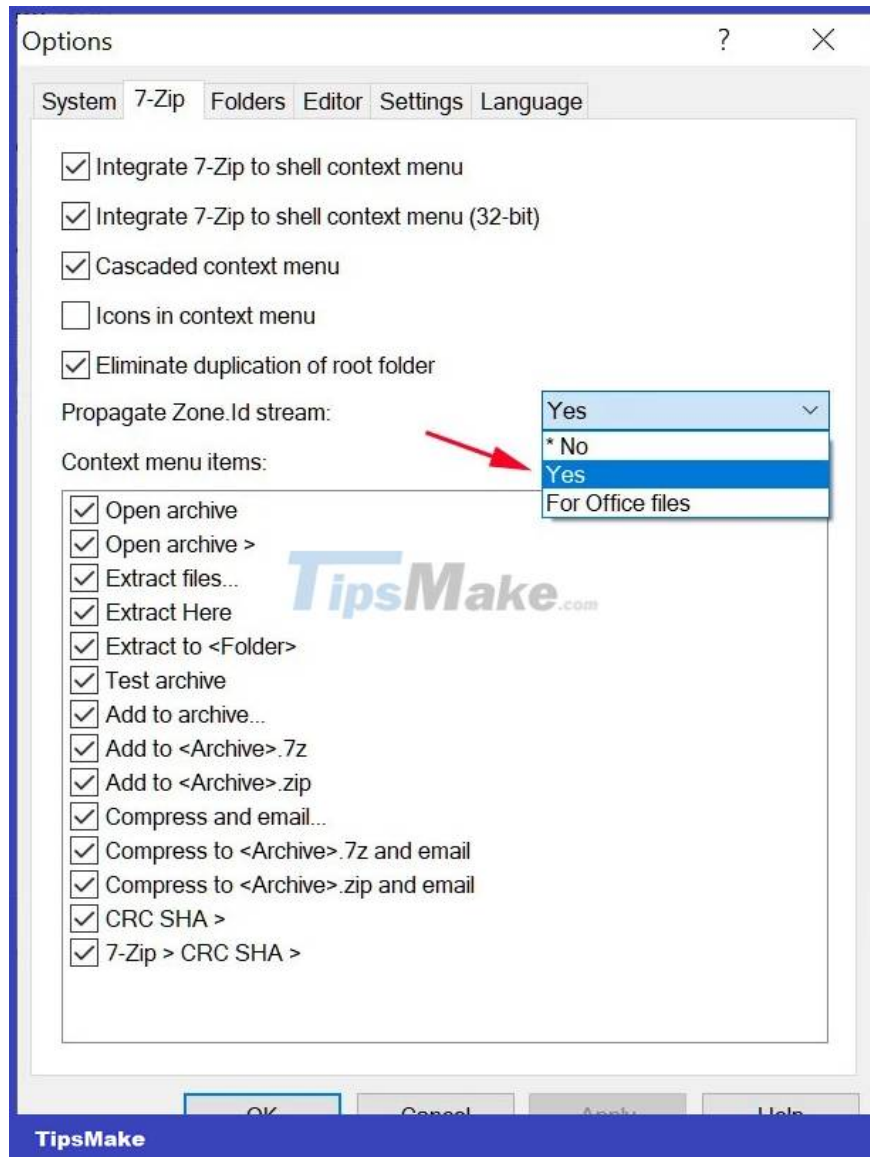 Options ?
System 7-Zip Folders Editor Settings Language
Integrate 7-Zip to shell context menu
Integrate 7-Zip to shell context menu (32-bit)
Cascaded context menu
Icons in context menu
Eliminate duplication of root folder
Propagate Zone.Id stream: Yes
* No
Context menu items:
Yes
For Office files
Open archive
Open archive >
Extract files...
Extract Here
Extract to <Folder>
Test archive
Add to archive...
Add to <Archive>.7z
Add to <Archive>.zip
Compress and email...
Compress to <Archive>.7z and email
Compress to <Archive>.zip and email
CRC SHA >
7-Zip > CRC SHA >
TipsMake.com
OK Cancel Apply Help
TipsMake